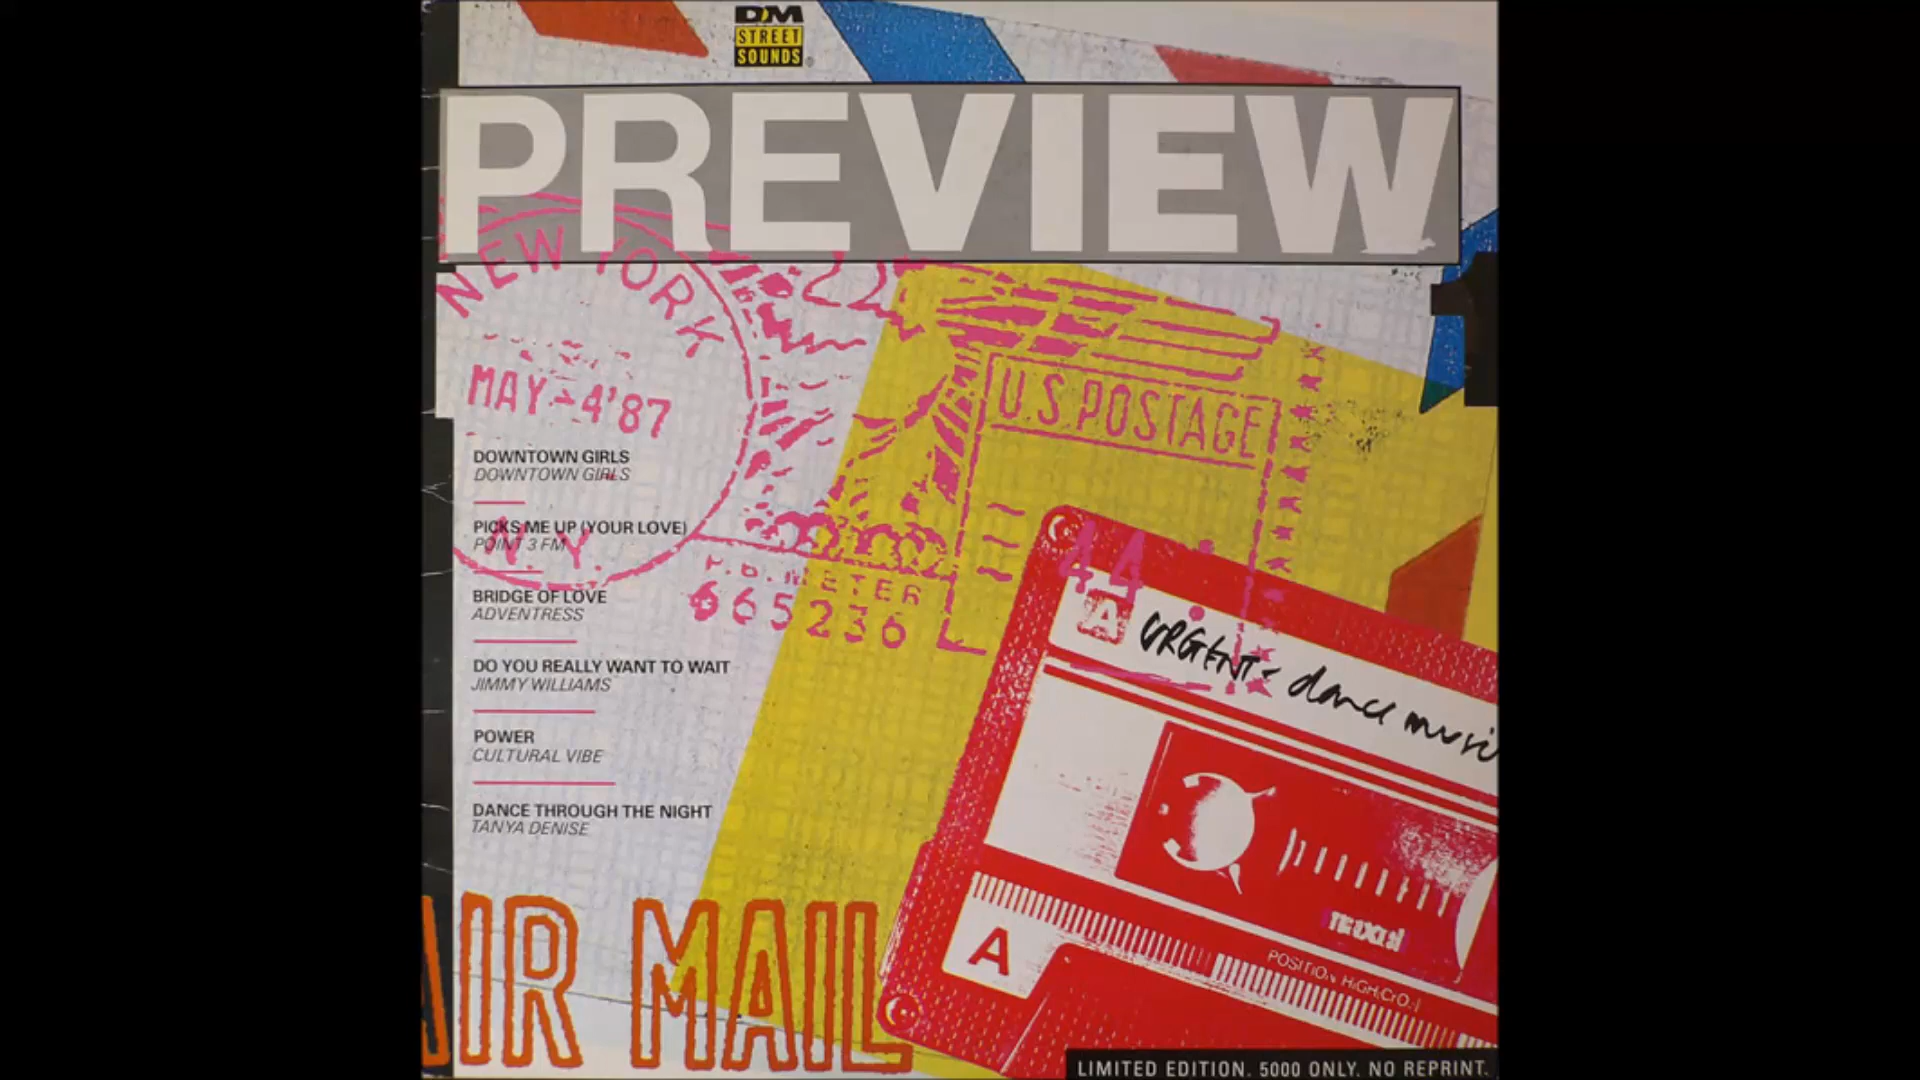 DM
STREET
SOUNDS
PREVIEW
NEW YORK
MAY-4'87
N.Y.
U.S. POSTAGE
P.B. METER
665236
DOWNTOWN GIRLS
DOWNTOWN GIRLS
PICKS ME UP (YOUR LOVE)
POINT 3 FM
BRIDGE OF LOVE
ADVENTRESS
DO YOU REALLY WANT TO WAIT
JIMMY WILLIAMS
POWER
CULTURAL VIBE
DANCE THROUGH THE NIGHT
TANYA DENISE
A
URGENT - dance music
maxell
A
POSITION HIGH(CrO2)
AIR MAIL
LIMITED EDITION. 5000 ONLY. NO REPRINT.